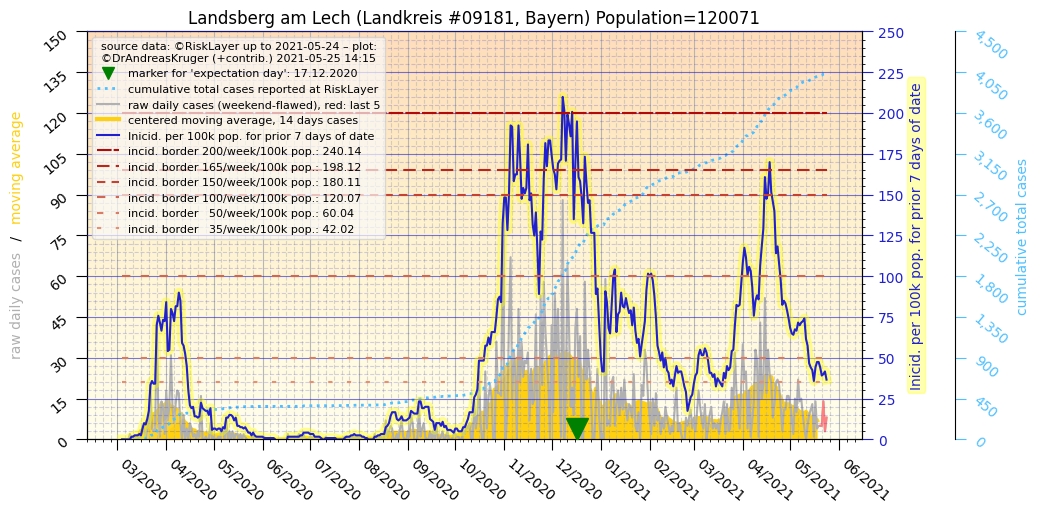 Landsberg am Lech (Landkreis #09181, Bayern) Population=120071
source data: ©RiskLayer up to 2021-05-24 – plot:
©DrAndreasKruger (+contrib.) 2021-05-25 14:15
marker for 'expectation day': 17.12.2020
cumulative total cases reported at RiskLayer
raw daily cases (weekend-flawed), red: last 5
centered moving average, 14 days cases
Inicid. per 100k pop. for prior 7 days of date
incid. border 200/week/100k pop.: 240.14
incid. border 165/week/100k pop.: 198.12
incid. border 150/week/100k pop.: 180.11
incid. border 100/week/100k pop.: 120.07
incid. border   50/week/100k pop.: 60.04
incid. border   35/week/100k pop.: 42.02
raw daily cases / moving average
150
135
120
105
90
75
60
45
30
15
0
250
225
200
175
150
125
100
75
50
25
0
Inicid. per 100k pop. for prior 7 days of date
4,500
4,050
3,600
3,150
2,700
2,250
1,800
1,350
900
450
0
cumulative total cases
03/2020
04/2020
05/2020
06/2020
07/2020
08/2020
09/2020
10/2020
11/2020
12/2020
01/2021
02/2021
03/2021
04/2021
05/2021
06/2021